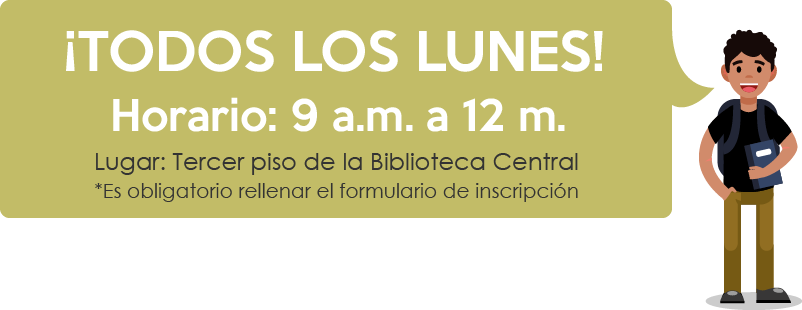 ¡TODOS LOS LUNES!
Horario: 9 a.m. a 12 m.
Lugar: Tercer piso de la Biblioteca Central
*Es obligatorio rellenar el formulario de inscripción